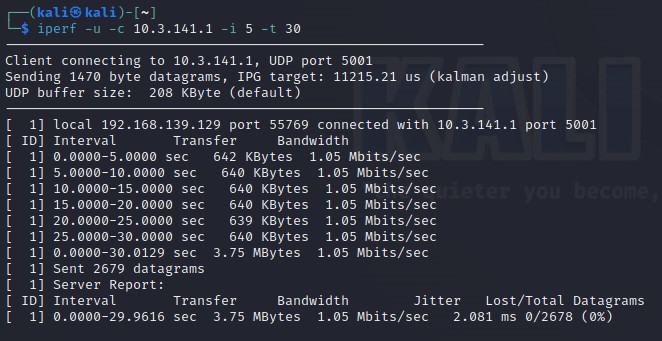 ┌──(kali㉿kali)-[~]
└─$ iperf -u -c 10.3.141.1 -i 5 -t 30
------------------------------------------------------------
Client connecting to 10.3.141.1, UDP port 5001
Sending 1470 byte datagrams, IPG target: 11215.21 us (kalman adjust)
UDP buffer size:  208 KByte (default)
------------------------------------------------------------
[  1] local 192.168.139.129 port 55769 connected with 10.3.141.1 port 5001
[ ID] Interval       Transfer     Bandwidth
[  1] 0.0000-5.0000 sec   642 KBytes  1.05 Mbits/sec
[  1] 5.0000-10.0000 sec   640 KBytes  1.05 Mbits/sec
[  1] 10.0000-15.0000 sec   640 KBytes  1.05 Mbits/sec
[  1] 15.0000-20.0000 sec   640 KBytes  1.05 Mbits/sec
[  1] 20.0000-25.0000 sec   639 KBytes  1.05 Mbits/sec
[  1] 25.0000-30.0000 sec   640 KBytes  1.05 Mbits/sec
[  1] 0.0000-30.0129 sec  3.75 MBytes  1.05 Mbits/sec
[  1] Sent 2679 datagrams
[  1] Server Report:
[ ID] Interval       Transfer     Bandwidth        Jitter   Lost/Total Datagrams
[  1] 0.0000-29.9616 sec  3.75 MBytes  1.05 Mbits/sec   2.081 ms 0/2678 (0%)
KALI
quieter you become,